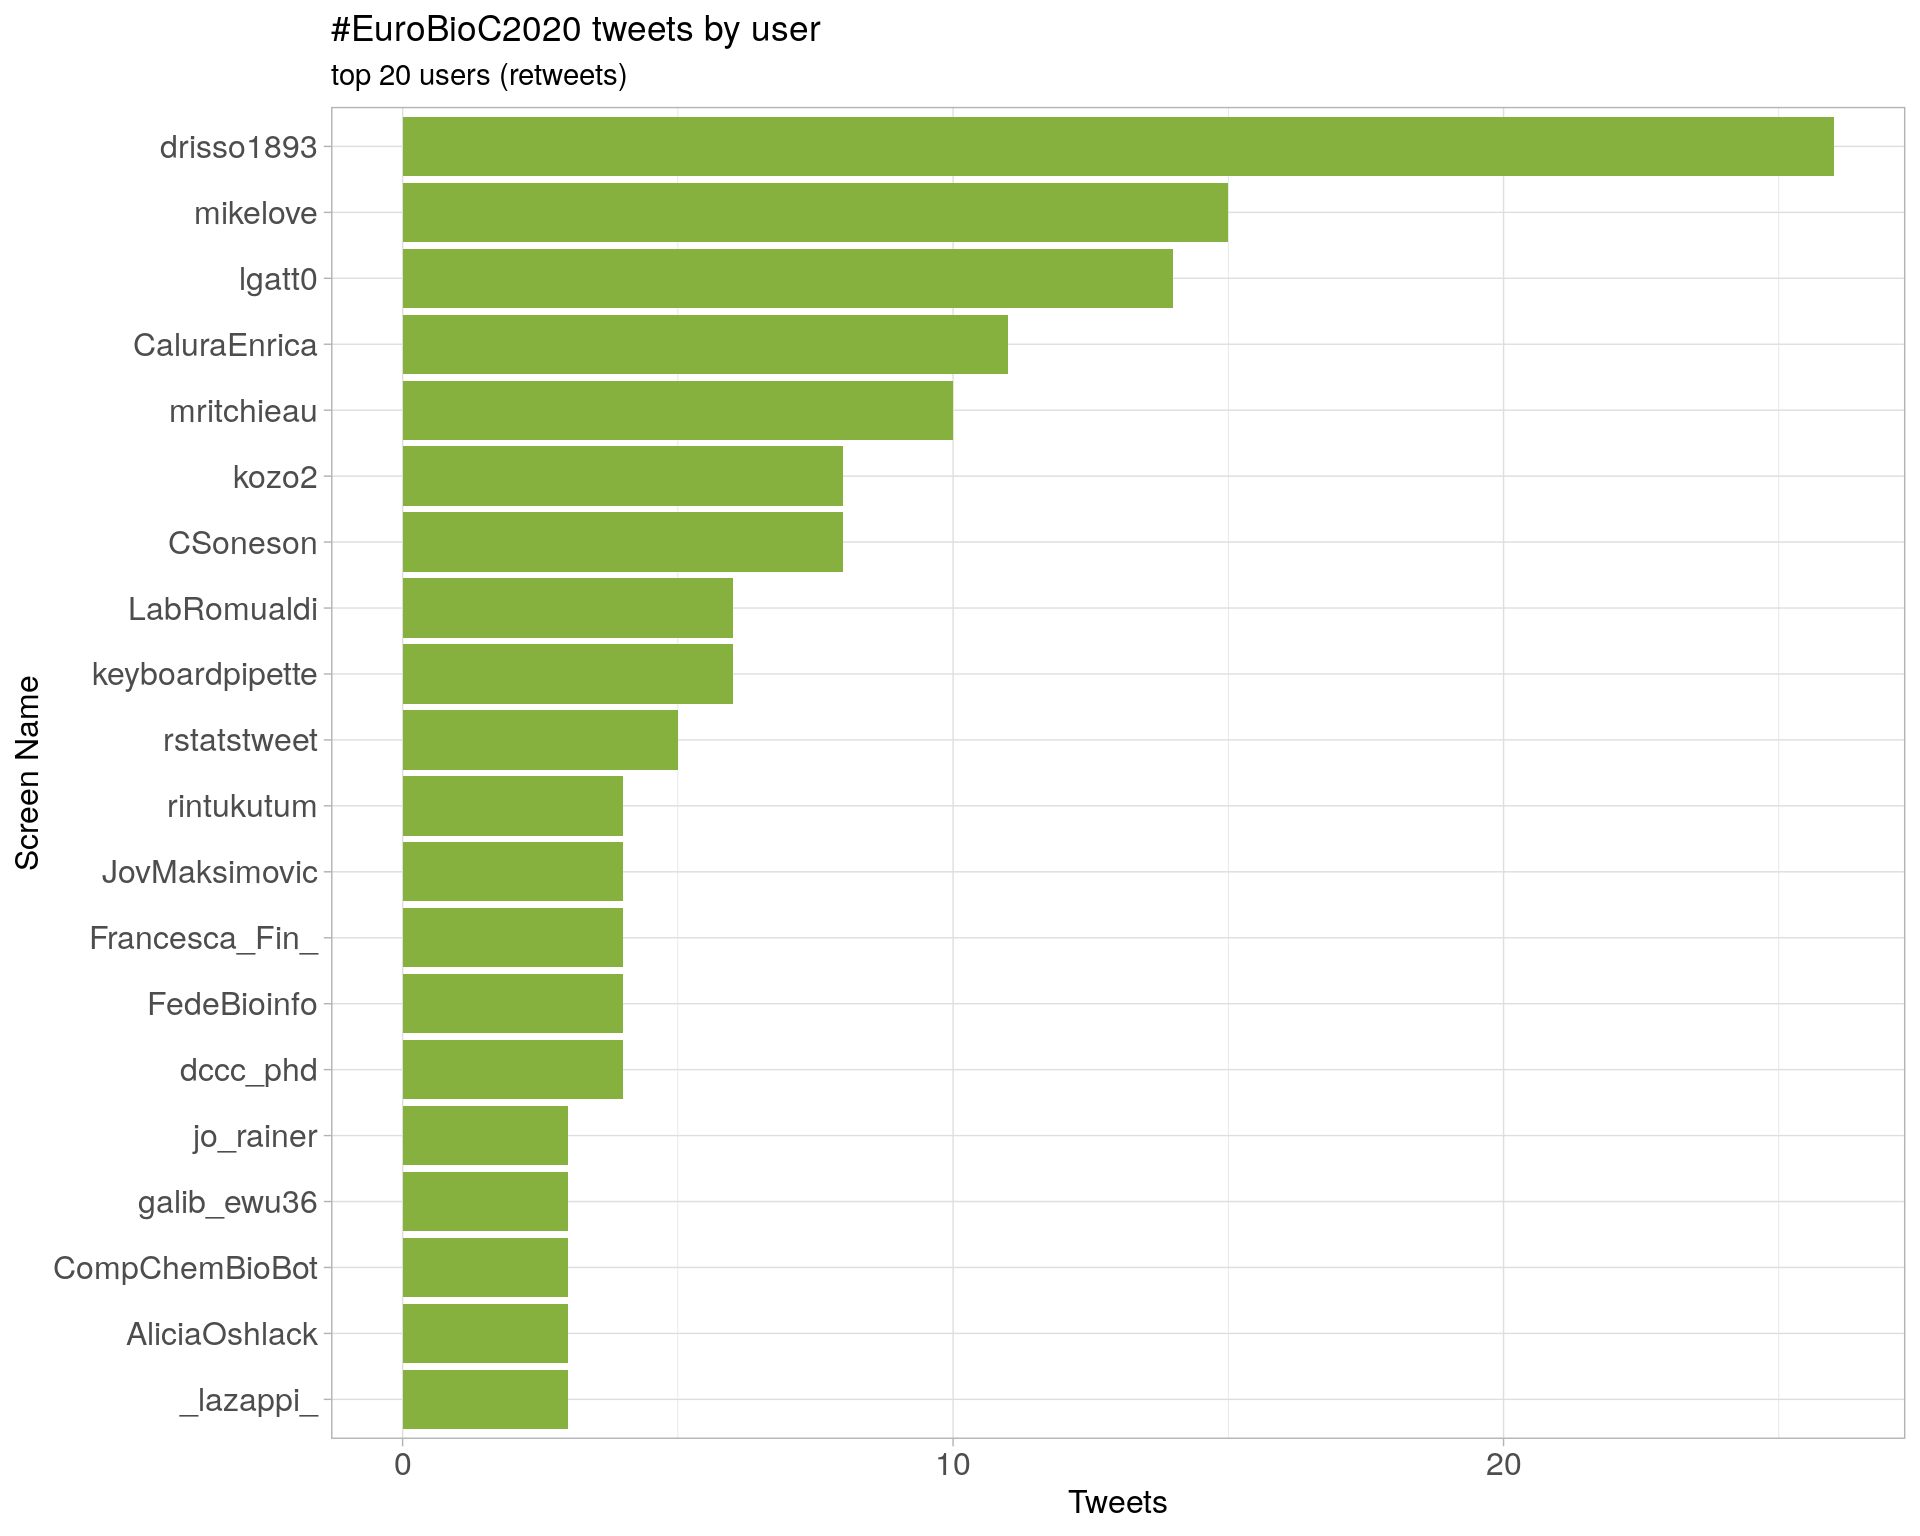 #EuroBioC2020 tweets by user
top 20 users (retweets)
drisso1893
mikelove
lgatt0
CaluraEnrica
mritchieau
kozo2
CSoneson
LabRomualdi
keyboardpipette
rstatstweet
rintukutum
JovMaksimovic
Francesca_Fin_
FedeBioinfo
dccc_phd
jo_rainer
galib_ewu36
CompChemBioBot
AliciaOshlack
_lazappi_
Screen Name
0 10 20
Tweets